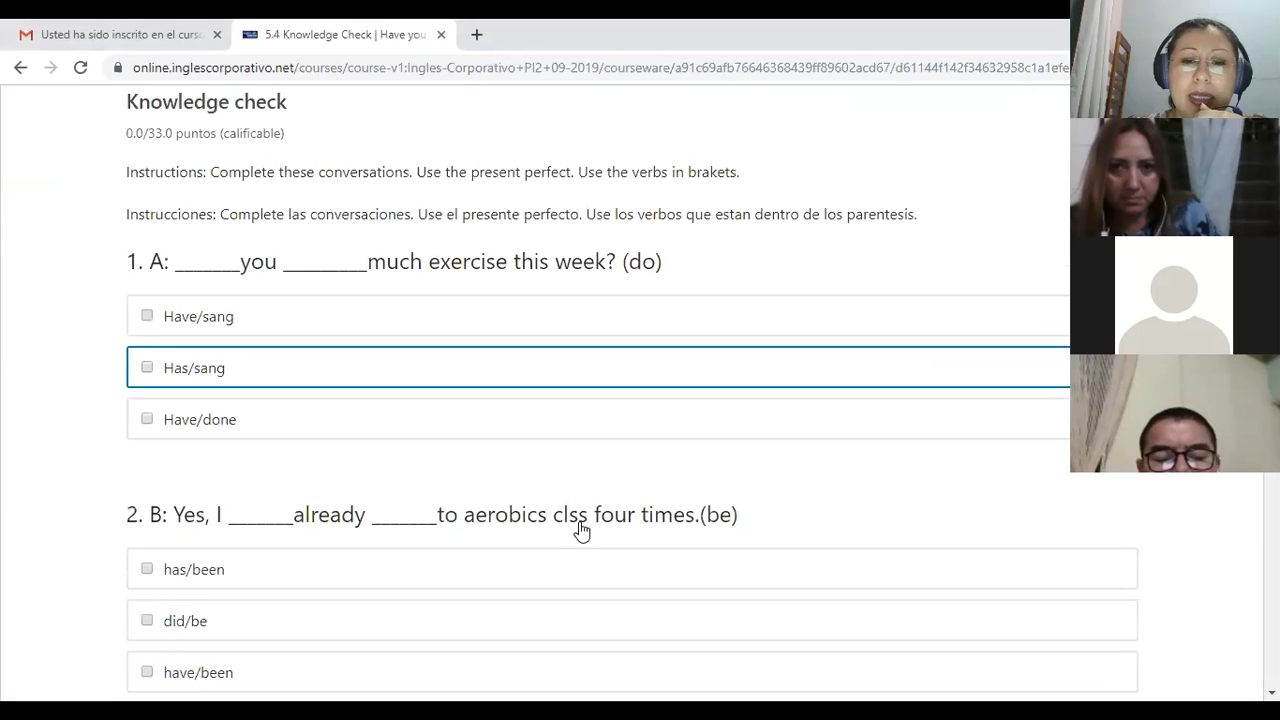 Usted ha sido inscrito en el curs
5.4 Knowledge Check | Have you
online.inglescorporativo.net/courses/course-v1:Ingles-Corporativo+PI2+09-2019/courseware/a91c69afb76646368439ff89602acd67/d61144f142f34632958c1a1efe
Knowledge check
0.0/33.0 puntos (calificable)
Instructions: Complete these conversations. Use the present perfect. Use the verbs in brakets.
Instrucciones: Complete las conversaciones. Use el presente perfecto. Use los verbos que estan dentro de los parentesis.
1. A: _______you _________much exercise this week? (do)
Have/sang
Has/sang
Have/done
2. B: Yes, I _______already _______to aerobics clss four times.(be)
has/been
did/be
have/been